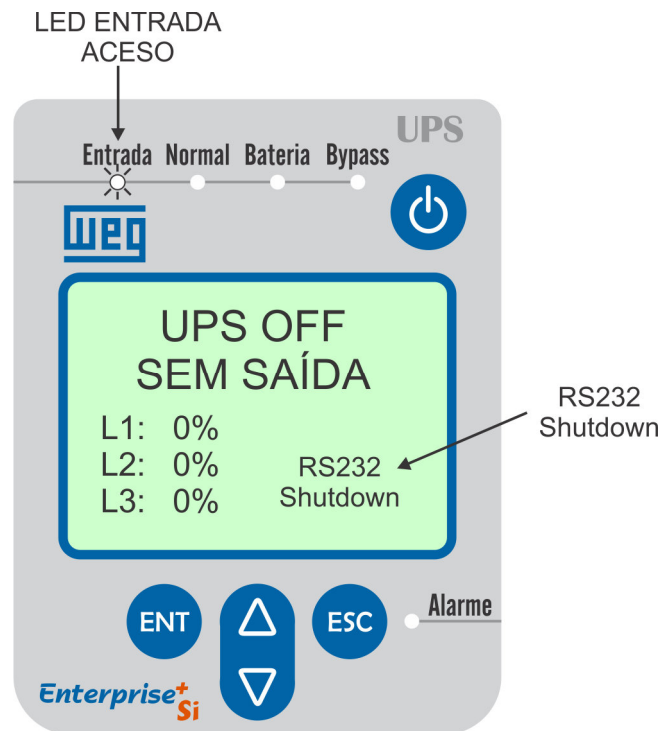 LED ENTRADA
ACESO
UPS
Entrada Normal Bateria Bypass
WEG
UPS OFF
SEM SAÍDA
L1: 0%
L2: 0%
L3: 0%
RS232
Shutdown
RS232
Shutdown
ENT
ESC
Alarme
Enterprise+
Si